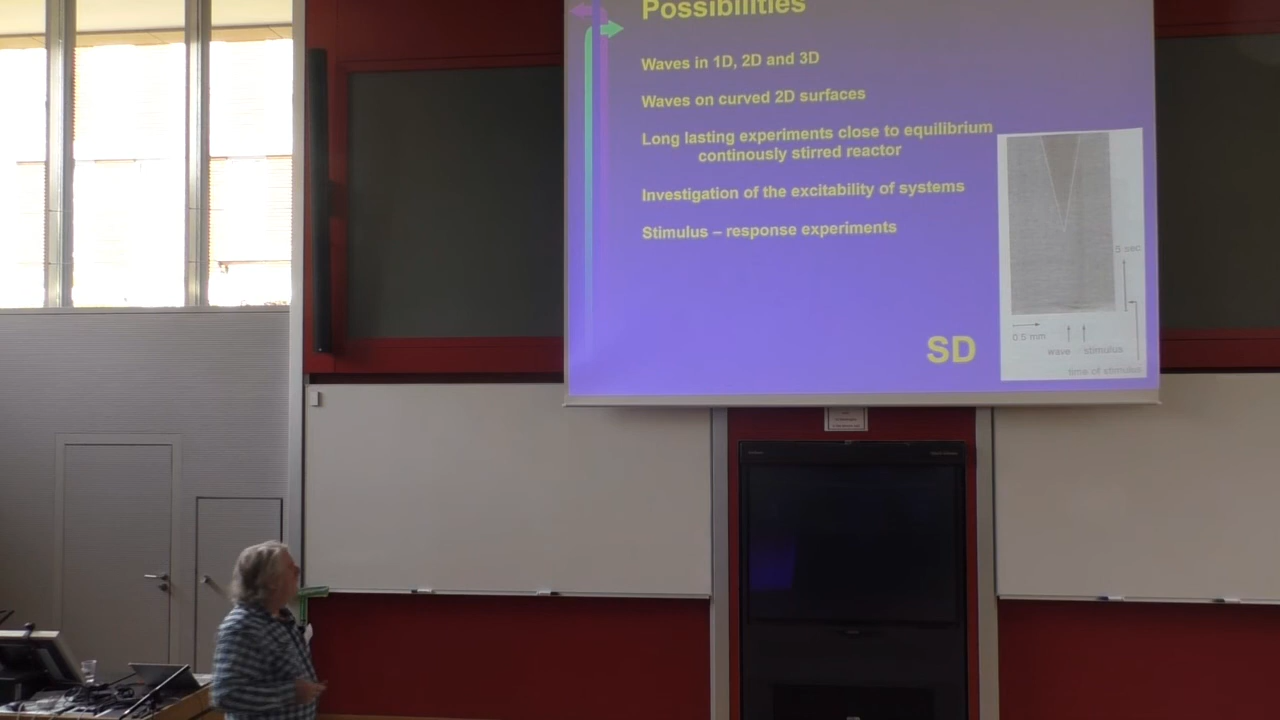 Possibilities
Waves in 1D, 2D and 3D
Waves on curved 2D surfaces
Long lasting experiments close to equilibrium
continously stirred reactor
Investigation of the excitability of systems
Stimulus – response experiments
SD
5 sec
0.5 mm
wave stimulus
time of stimulus